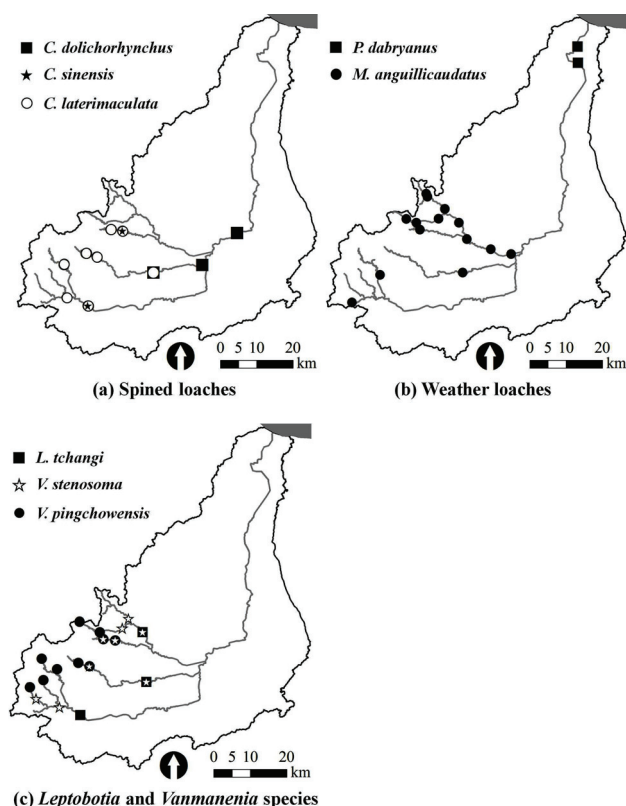 C. dolichorhynchus
C. sinensis
C. laterimaculata
0 5 10 20
km
(a) Spined loaches
P. dabryanus
M. anguillicaudatus
0 5 10 20
km
(b) Weather loaches
L. tchangi
V. stenosoma
V. pingchowensis
0 5 10 20
km
(c) Leptobotia and Vanmanenia species